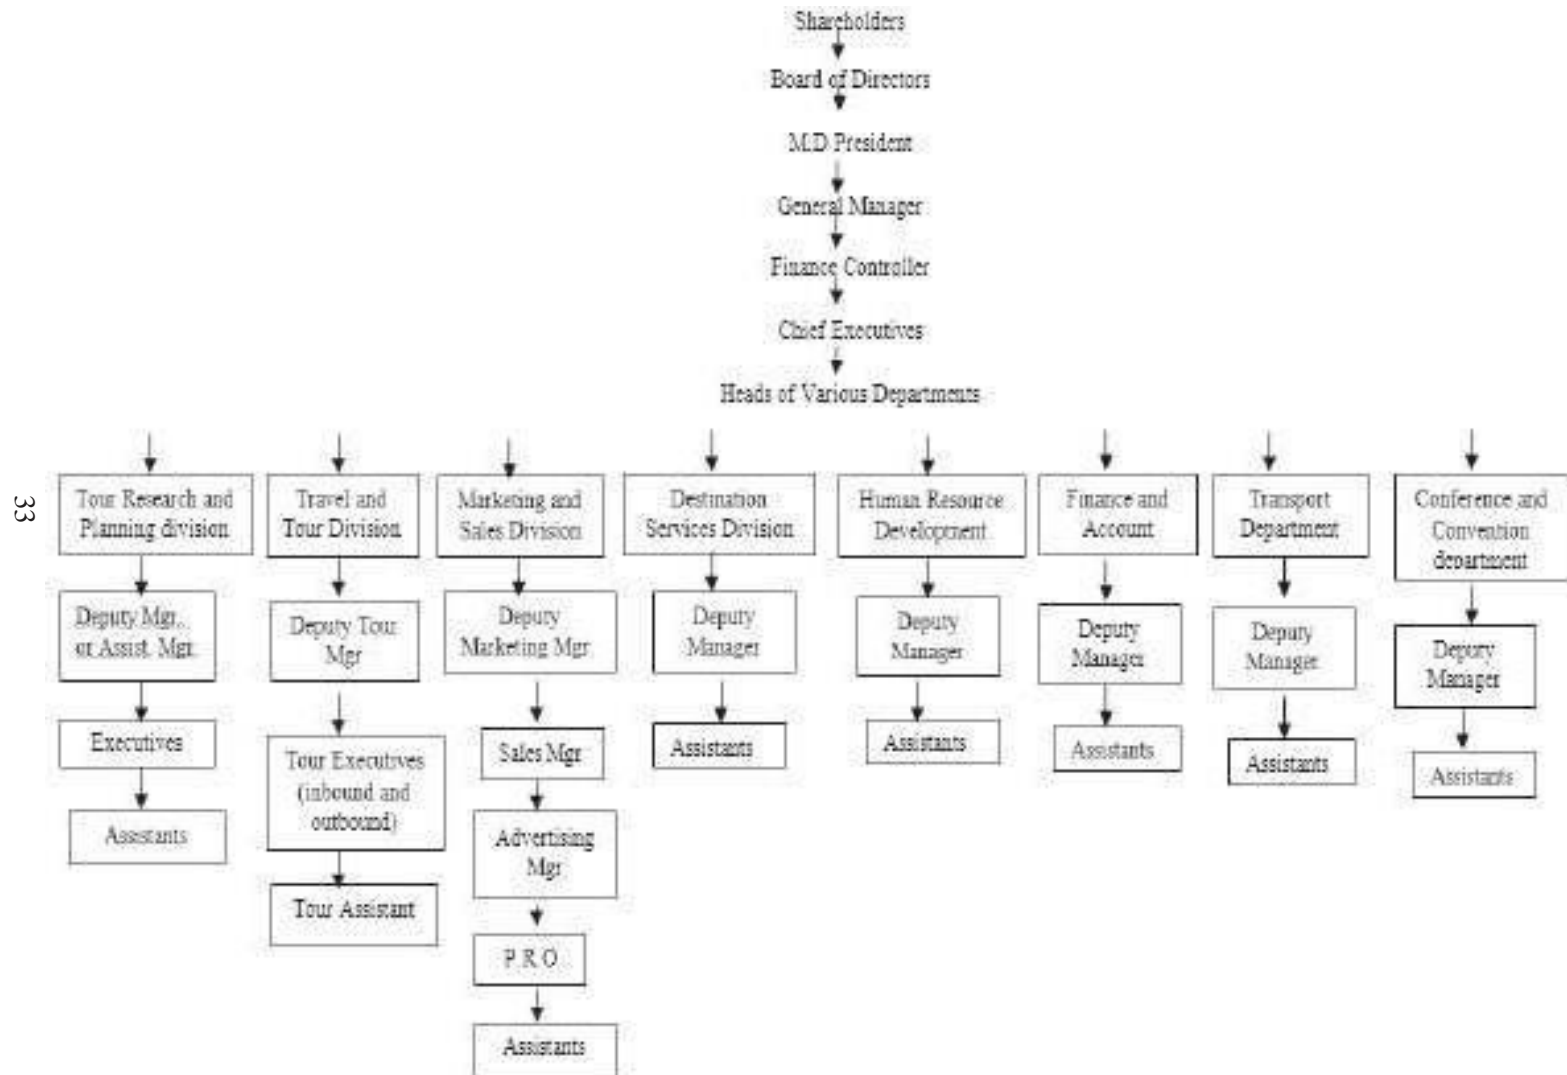 Shareholders
Board of Directors
M.D President
General Manager
Finance Controller
Chief Executives
Heads of Various Departments
Tour Research and
Planning division
Deputy Mgr..
or Assist. Mgr.
Executives
Assistants
Travel and
Tour Division
Deputy Tour
Mgr
Tour Executives
(inbound and
outbound)
Tour Assistant
Marketing and
Sales Division
Deputy
Marketing Mgr.
Sales Mgr
Advertising
Mgr
P.R.O
Assistants
Destination
Services Division
Deputy
Manager
Assistants
Human Resource
Development
Deputy
Manager
Assistants
Finance and
Account
Deputy
Manager
Assistants
Transport
Department
Deputy
Manager
Assistants
Conference and
Convention
department
Deputy
Manager
Assistants
33